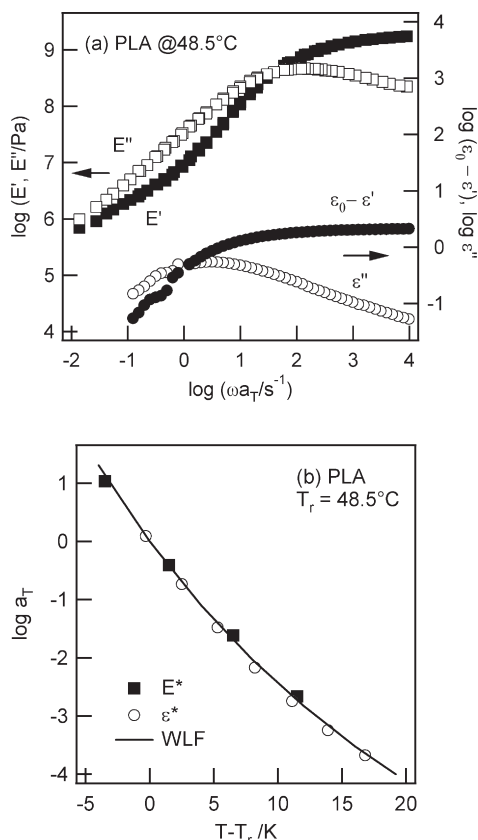 (a) PLA @48.5°C
log (E', E"/Pa)
9
8
7
6
5
4
E"
E'
ε₀ – ε'
ε"
4
3
2
1
0
-1
log (ε₀ – ε'), log ε"
-2 -1 0 1 2 3 4
log (ωa_T/s⁻¹)
(b) PLA
T_r = 48.5°C
log a_T
1
0
-1
-2
-3
-4
E*
ε*
WLF
-5 0 5 10 15 20
T-T_r /K